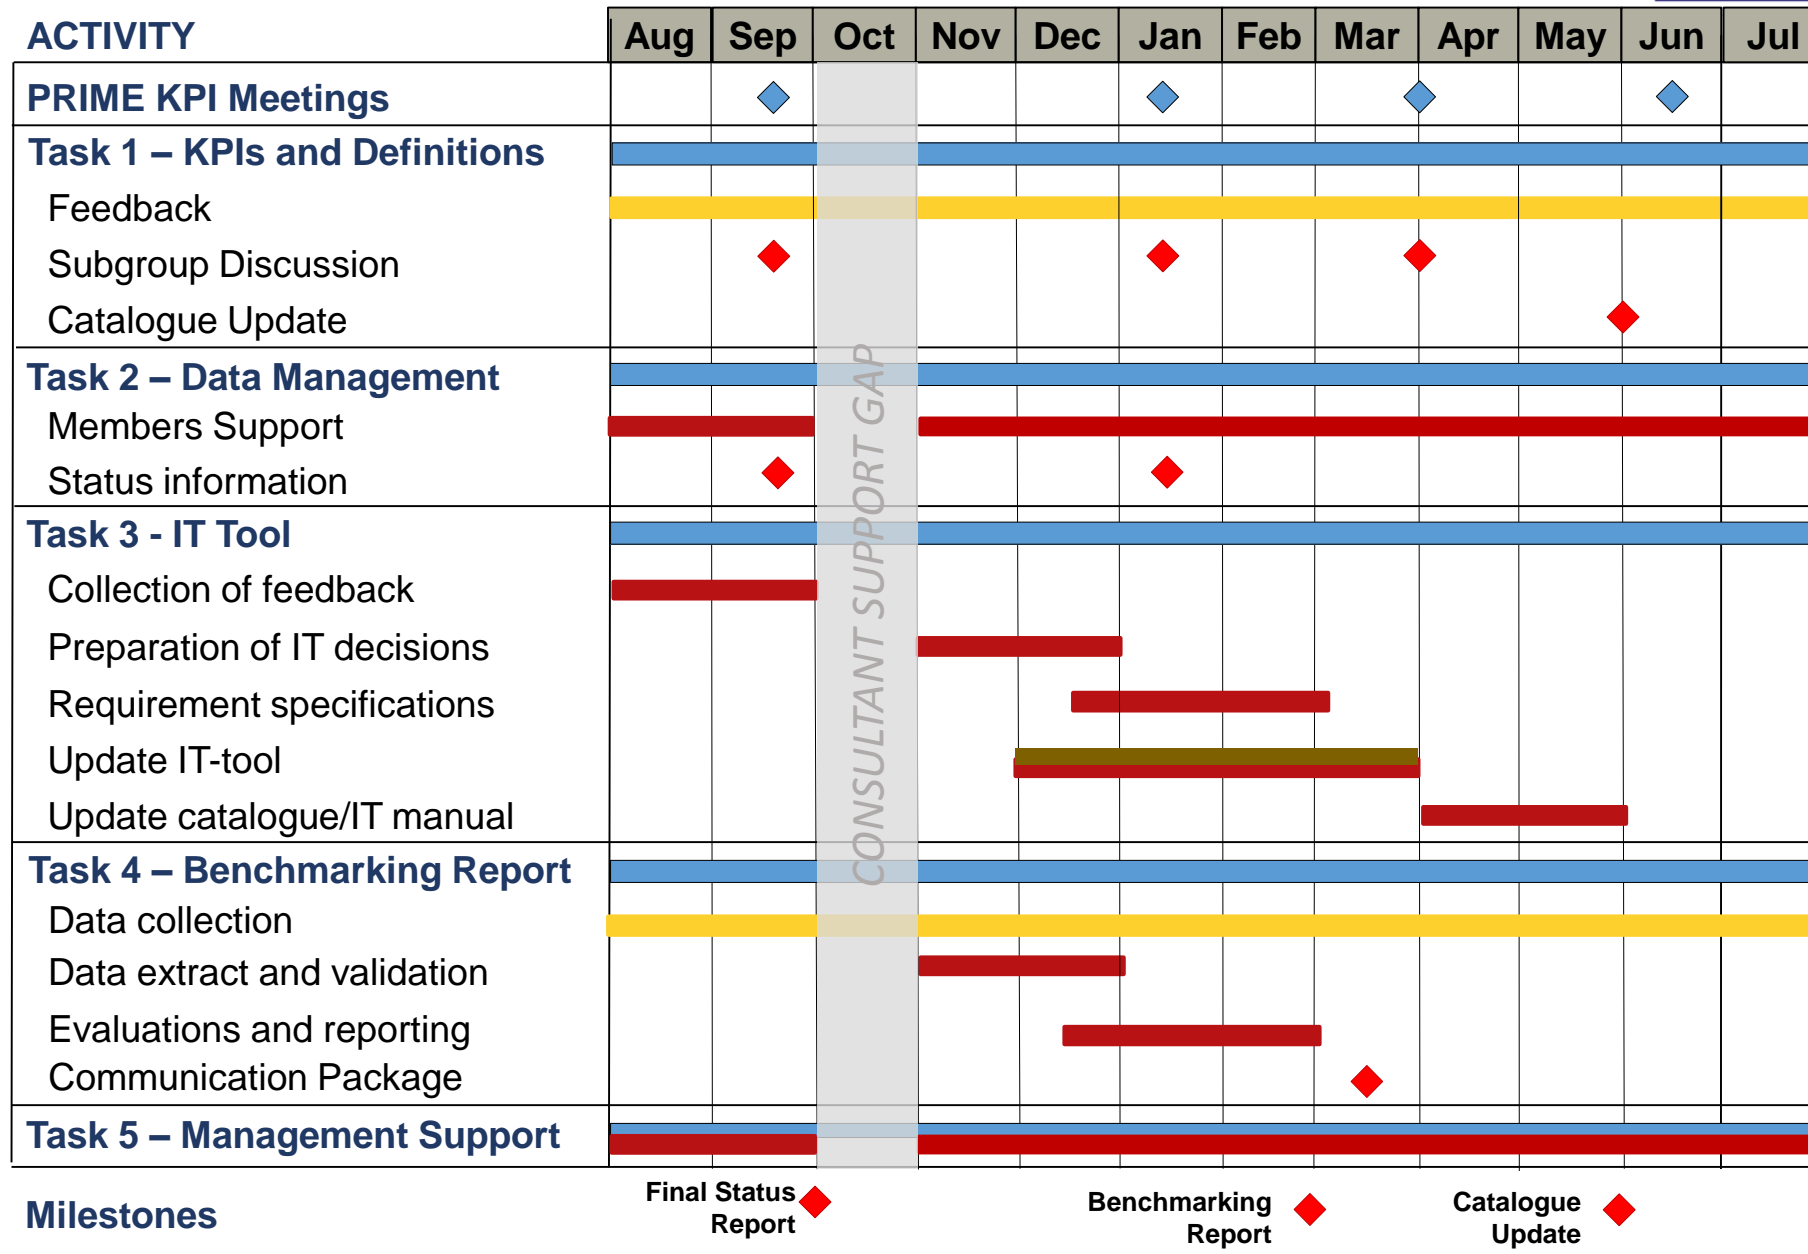 ACTIVITY Aug Sep Oct Nov Dec Jan Feb Mar Apr May Jun Jul
PRIME KPI Meetings
Task 1 – KPIs and Definitions
Feedback
Subgroup Discussion
Catalogue Update
Task 2 – Data Management
Members Support
Status information
Task 3 - IT Tool
Collection of feedback
Preparation of IT decisions
Requirement specifications
Update IT-tool
Update catalogue/IT manual
Task 4 – Benchmarking Report
Data collection
Data extract and validation
Evaluations and reporting
Communication Package
Task 5 – Management Support
CONSULTANT SUPPORT GAP
Milestones
Final Status
Report
Benchmarking
Report
Catalogue
Update